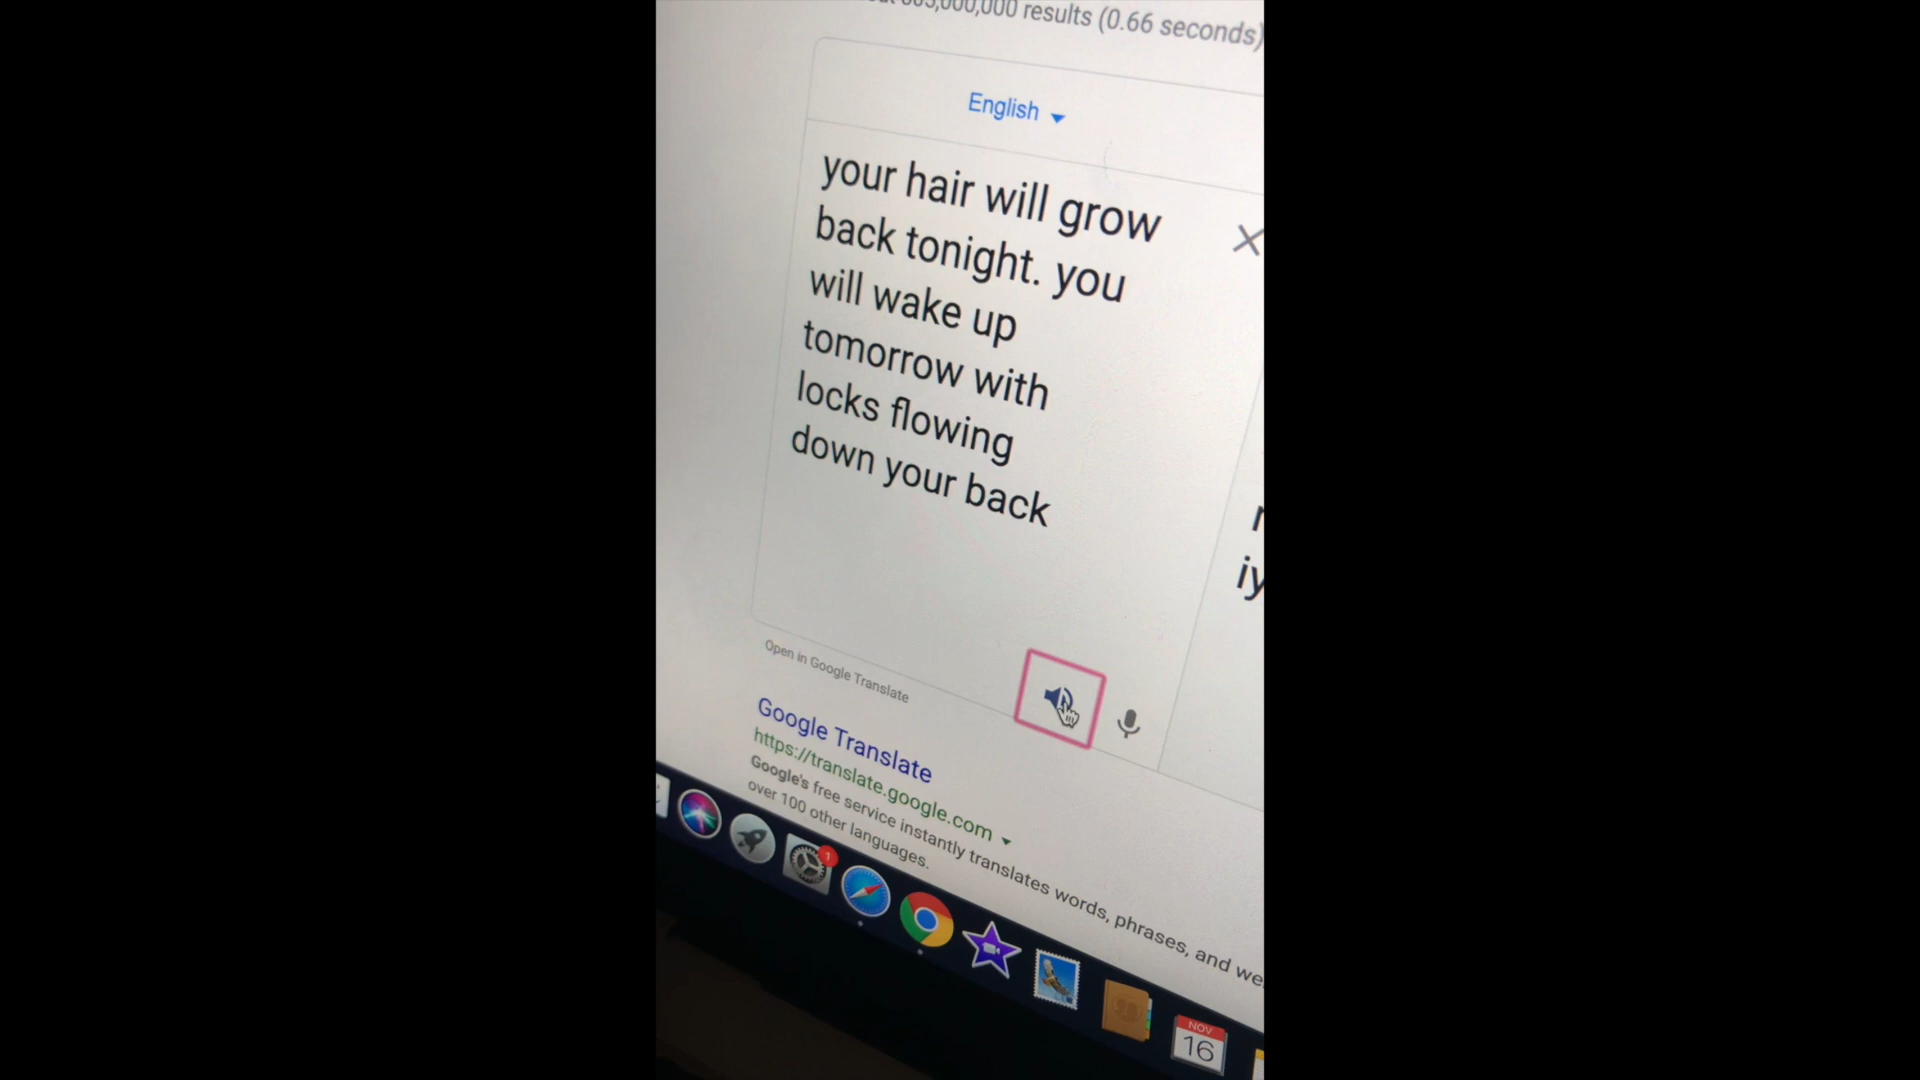 results (0.66 seconds)
English
your hair will grow
back tonight. you
will wake up
tomorrow with
locks flowing
down your back
Open in Google Translate
Google Translate
https://translate.google.com
Google's free service instantly translates words, phrases, and
over 100 other languages.
1
NOV
16